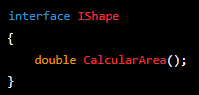 interface IShape
{
    double CalcularArea();
}